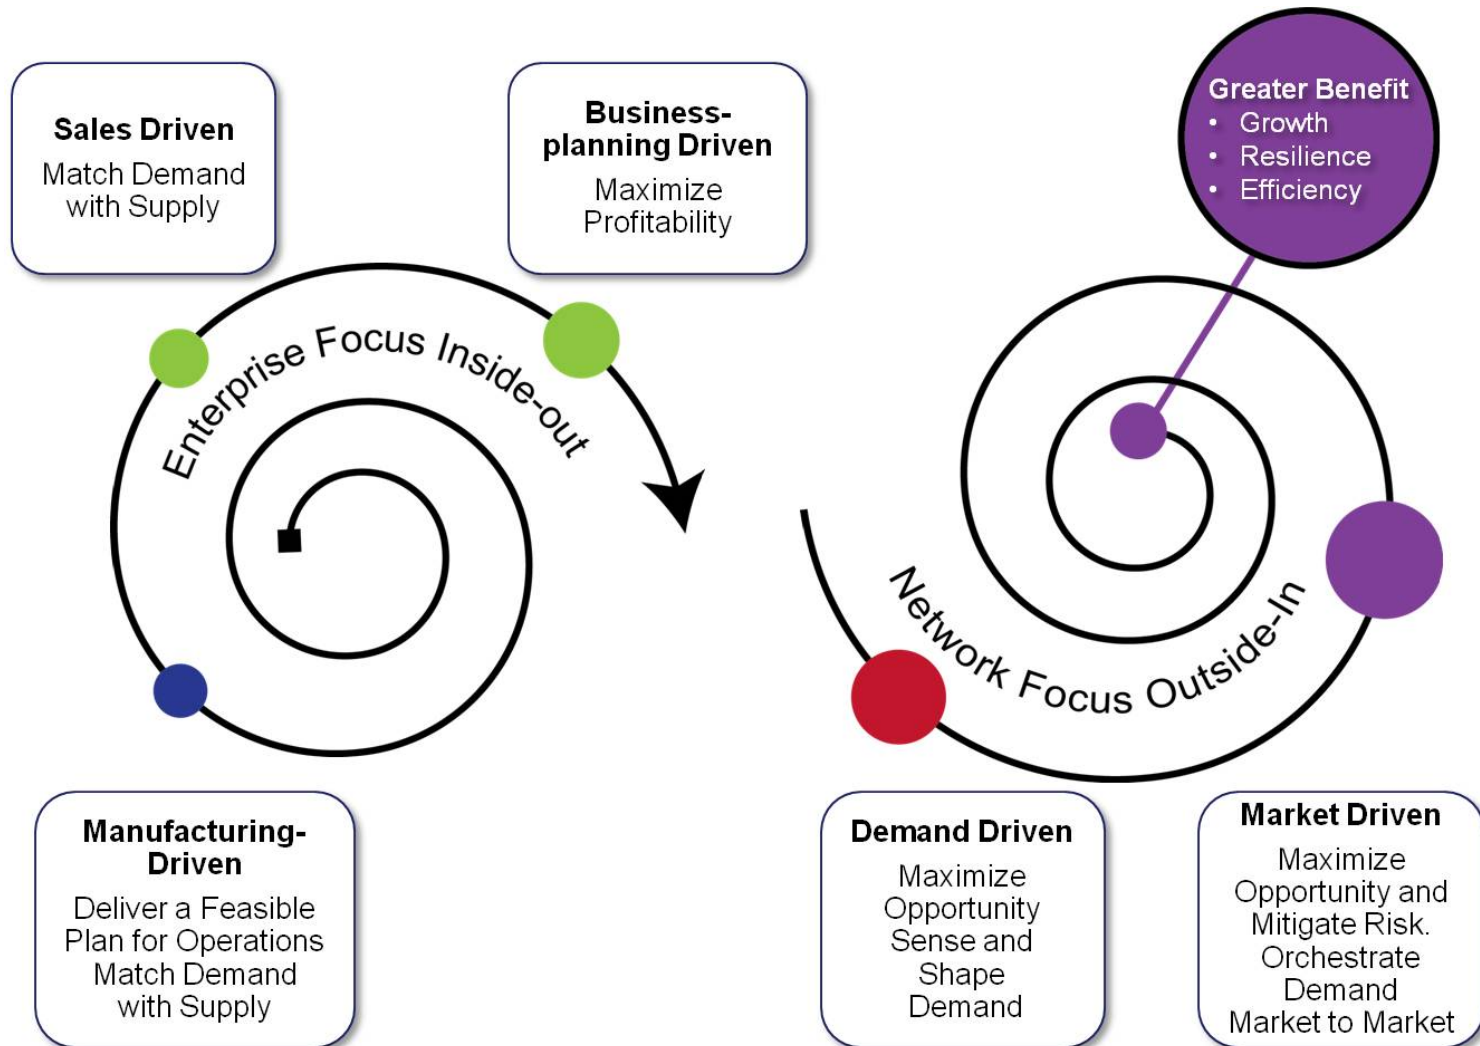 Sales Driven
Match Demand
with Supply
Business-
planning Driven
Maximize
Profitability
Greater Benefit
• Growth
• Resilience
• Efficiency
Enterprise Focus Inside-out
Network Focus Outside-In
Manufacturing-
Driven
Deliver a Feasible
Plan for Operations
Match Demand
with Supply
Demand Driven
Maximize
Opportunity
Sense and
Shape
Demand
Market Driven
Maximize
Opportunity and
Mitigate Risk.
Orchestrate
Demand
Market to Market